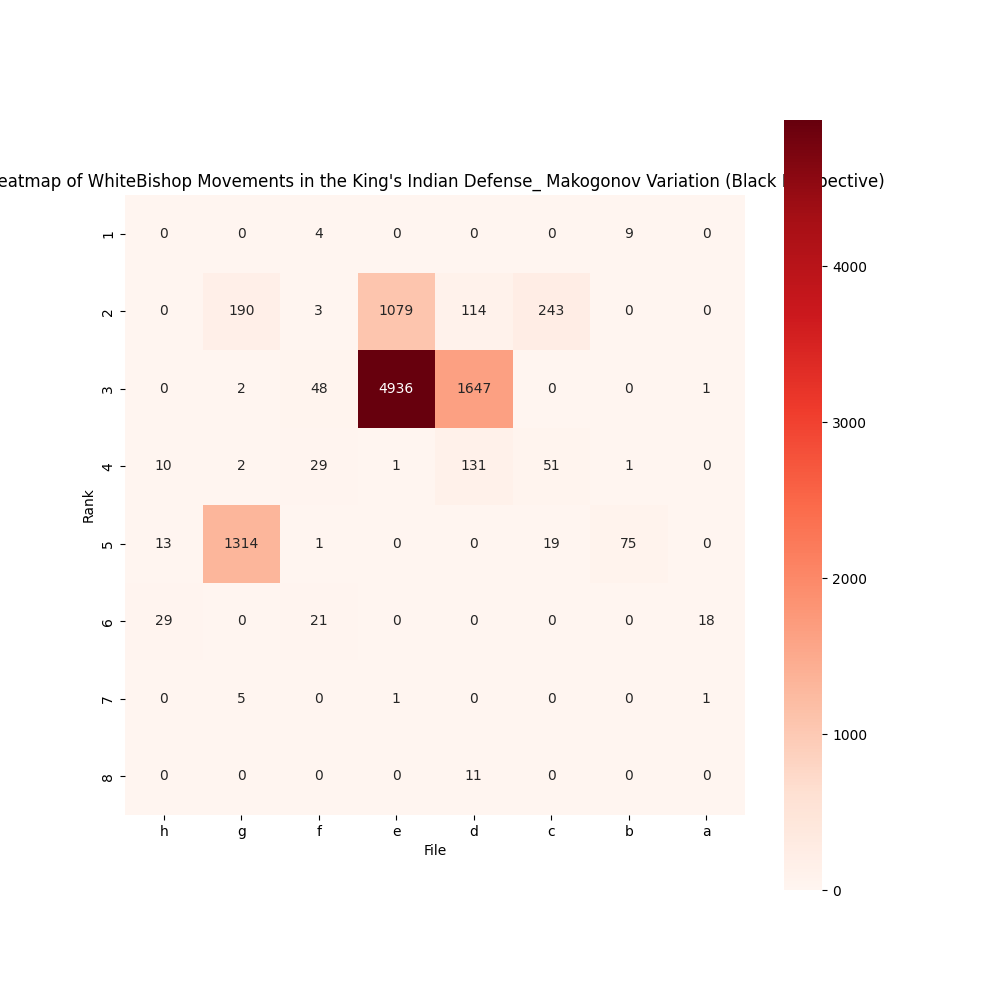 eatmap of WhiteBishop Movements in the King's Indian Defense_ Makogonov Variation (Black pective)
1 0 0 4 0 0 0 9 0
2 0 190 3 1079 114 243 0 0
3 0 2 48 4936 1647 0 0 1
4 10 2 29 1 131 51 1 0
5 13 1314 1 0 0 19 75 0
6 29 0 21 0 0 0 0 18
7 0 5 0 1 0 0 0 1
8 0 0 0 0 11 0 0 0
h g f e d c b a
File
Rank
4000
3000
2000
1000
0